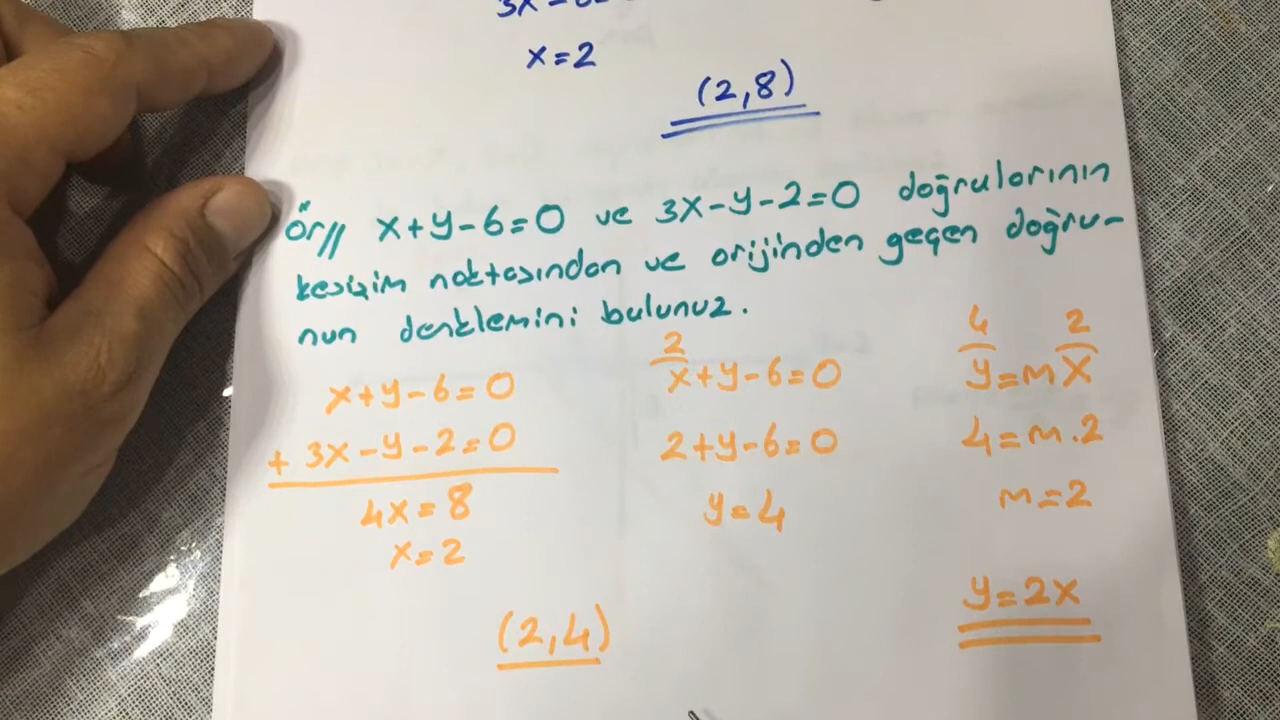 x=2
(2,8)
Ör// x+y-6=0 ve 3x-y-2=0 doğrularının
kesişim noktasından ve orijinden geçen doğru-
nun denklemini bulunuz.
x+y-6=0
+ 3x-y-2=0
4x=8
x=2
(2,4)
2
x+y-6=0
2+y-6=0
y=4
4 2
y=mx
4=m.2
m=2
y=2x